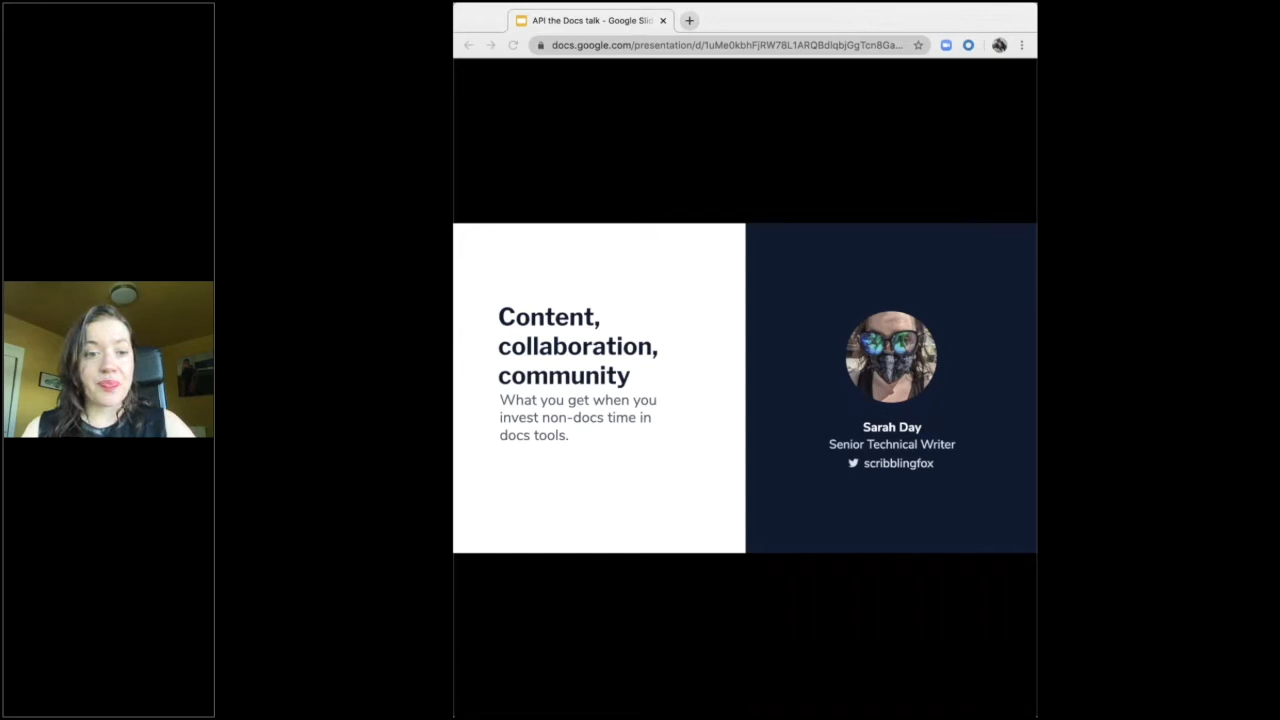 API the Docs talk - Google Slid
docs.google.com/presentation/d/1uMe0kbhFjRW78L1ARQBdlqbjGgTcn8Ga...
Content,
collaboration,
community
What you get when you
invest non-docs time in
docs tools.
Sarah Day
Senior Technical Writer
scribblingfox